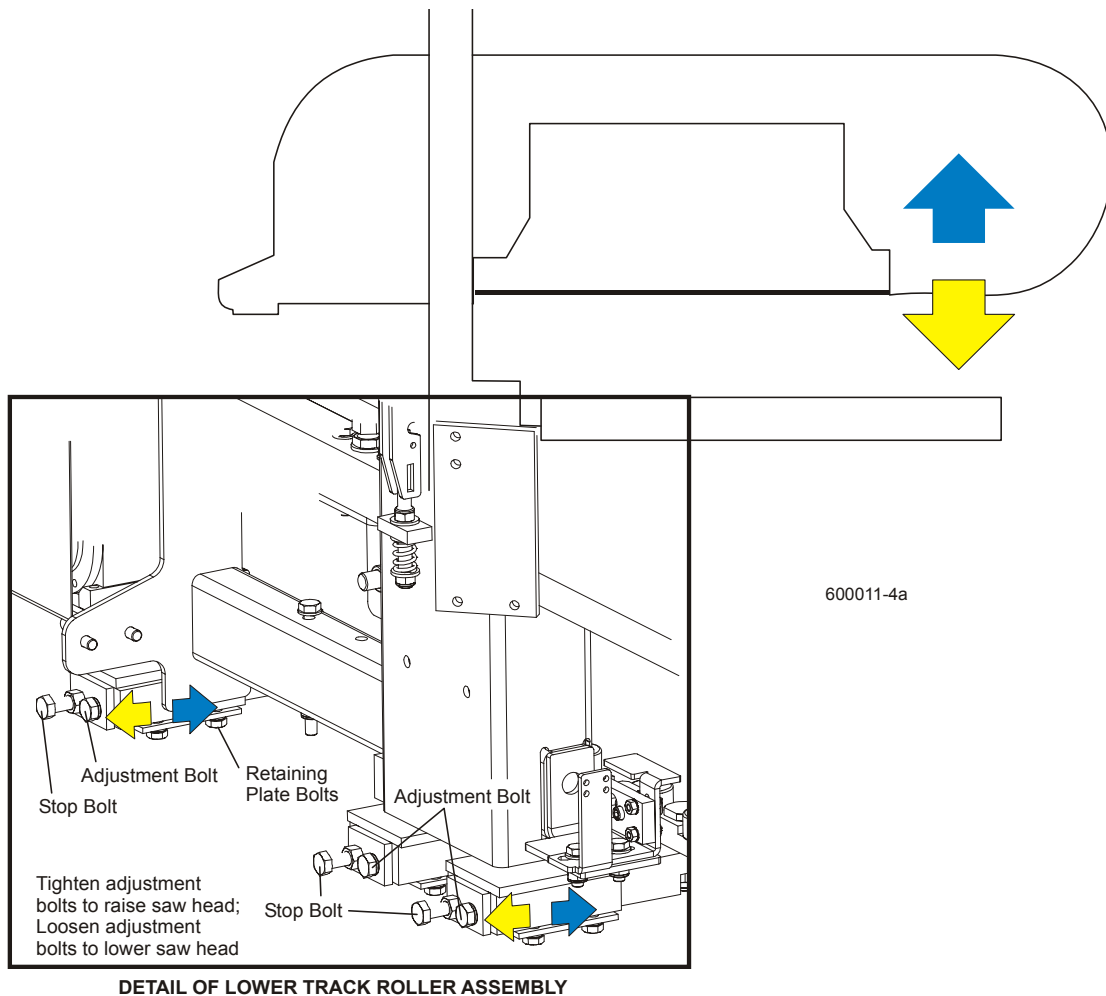 600011-4a
Adjustment Bolt
Stop Bolt
Retaining
Plate Bolts
Adjustment Bolt
Stop Bolt
Tighten adjustment
bolts to raise saw head;
Loosen adjustment
bolts to lower saw head
DETAIL OF LOWER TRACK ROLLER ASSEMBLY